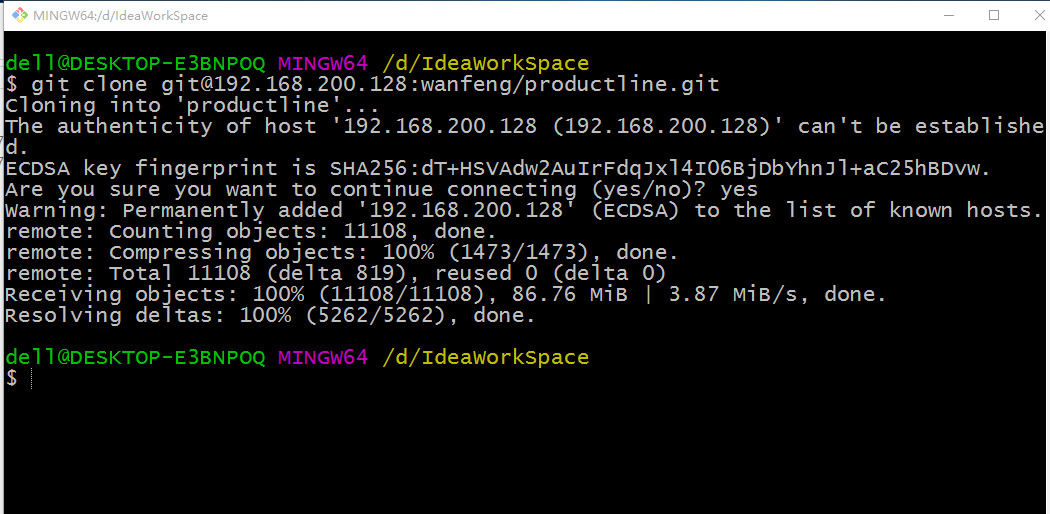 MINGW64:/d/IdeaWorkSpace
dell@DESKTOP-E3BNPOQ MINGW64 /d/IdeaWorkSpace
$ git clone git@192.168.200.128:wanfeng/productline.git
Cloning into 'productline'...
The authenticity of host '192.168.200.128 (192.168.200.128)' can't be establishe
d.
ECDSA key fingerprint is SHA256:dT+HSVAdw2AuIrFdqJxl4I06BjDbYhnJl+aC25hBDvw.
Are you sure you want to continue connecting (yes/no)? yes
Warning: Permanently added '192.168.200.128' (ECDSA) to the list of known hosts.
remote: Counting objects: 11108, done.
remote: Compressing objects: 100% (1473/1473), done.
remote: Total 11108 (delta 819), reused 0 (delta 0)
Receiving objects: 100% (11108/11108), 86.76 MiB | 3.87 MiB/s, done.
Resolving deltas: 100% (5262/5262), done.
dell@DESKTOP-E3BNPOQ MINGW64 /d/IdeaWorkSpace
$